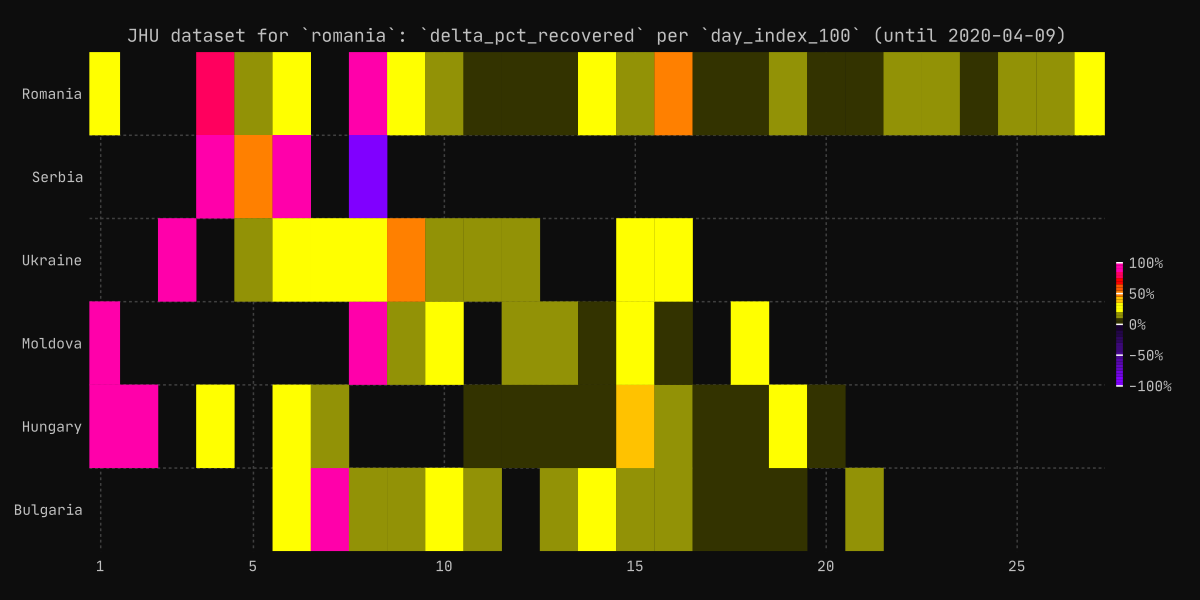 JHU dataset for `romania`: `delta_pct_recovered` per `day_index_100` (until 2020-04-09)
Romania
Serbia
Ukraine
Moldova
Hungary
Bulgaria
1 5 10 15 20 25
100%
50%
0%
-50%
-100%